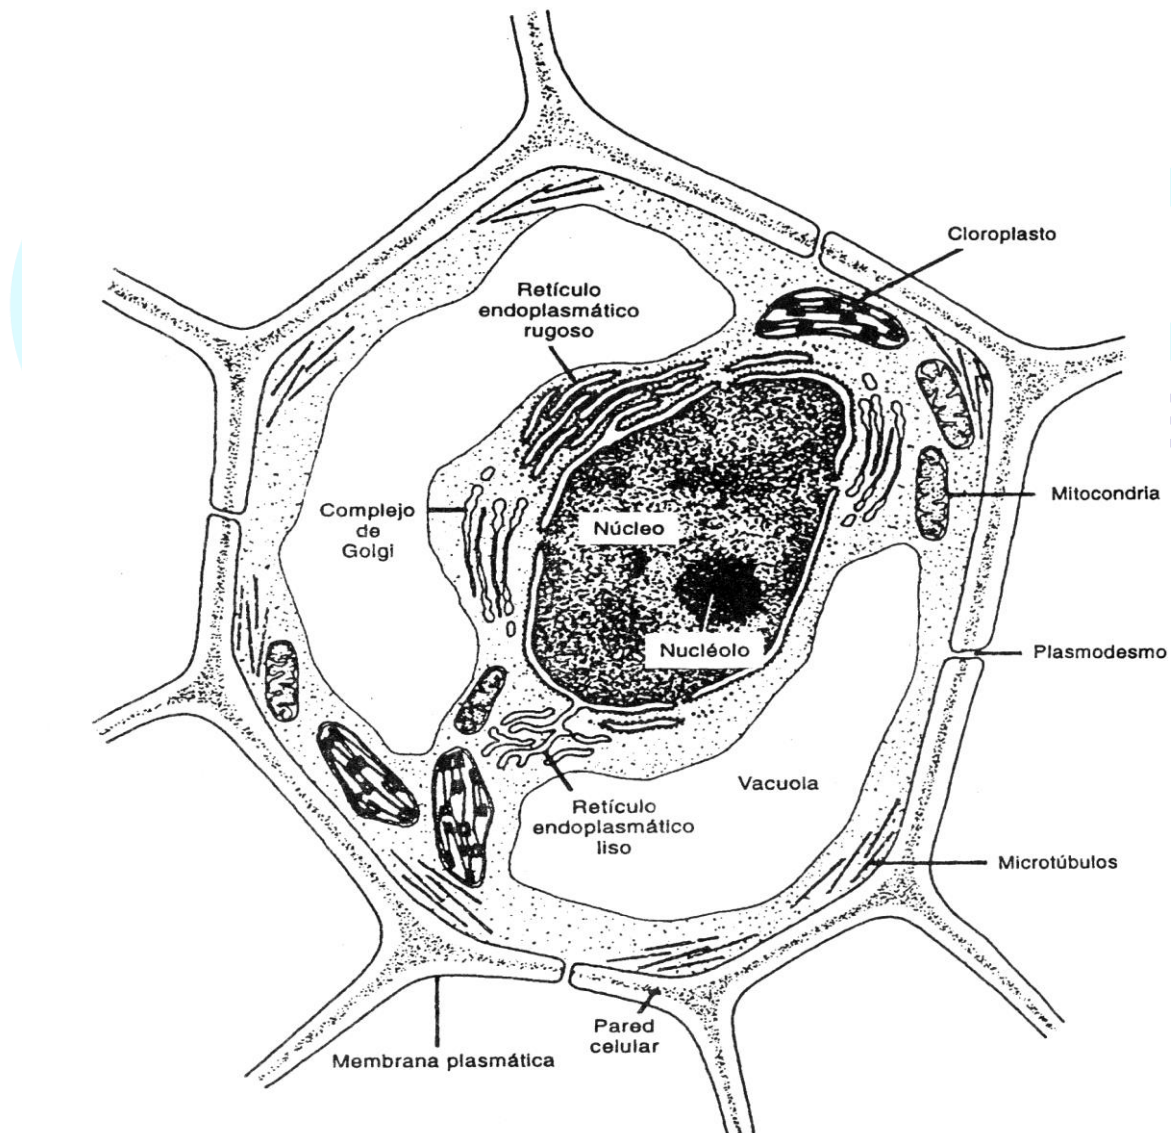 Cloroplasto
Retículo
endoplasmático
rugoso
Mitocondria
Complejo
de
Golgi
Núcleo
Nucléolo
Plasmodesmo
Vacuola
Retículo
endoplasmático
liso
Microtúbulos
Pared
celular
Membrana plasmática